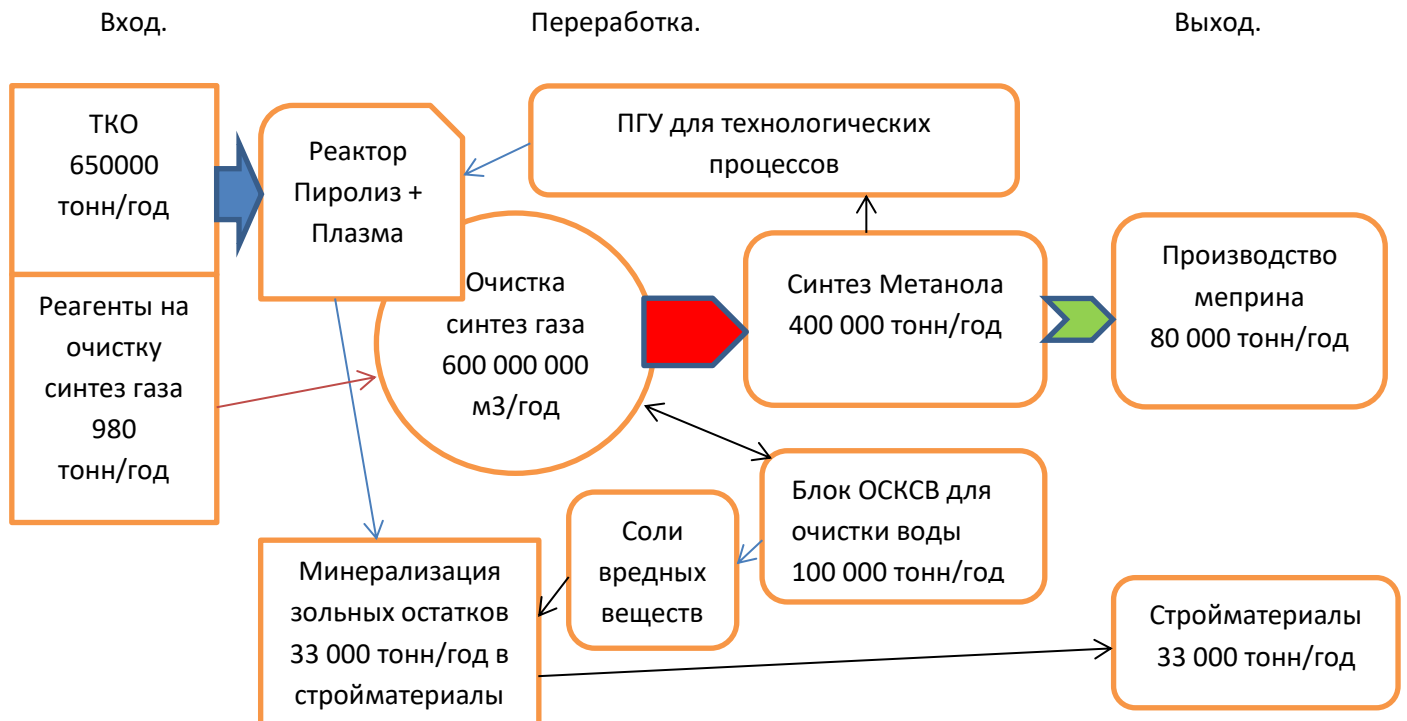 Вход.
Переработка.
Выход.
ТКО
650000
тонн/год
Реактор
Пиролиз +
Плазма
ПГУ для технологических
процессов
Реагенты на
очистку
синтез газа
980
тонн/год
Очистка
синтез газа
600 000 000
м3/год
Синтез Метанола
400 000 тонн/год
Производство
меприна
80 000 тонн/год
Блок ОСКСВ для
очистки воды
100 000 тонн/год
Соли
вредных
веществ
Минерализация
зольных остатков
33 000 тонн/год в
стройматериалы
Стройматериалы
33 000 тонн/год